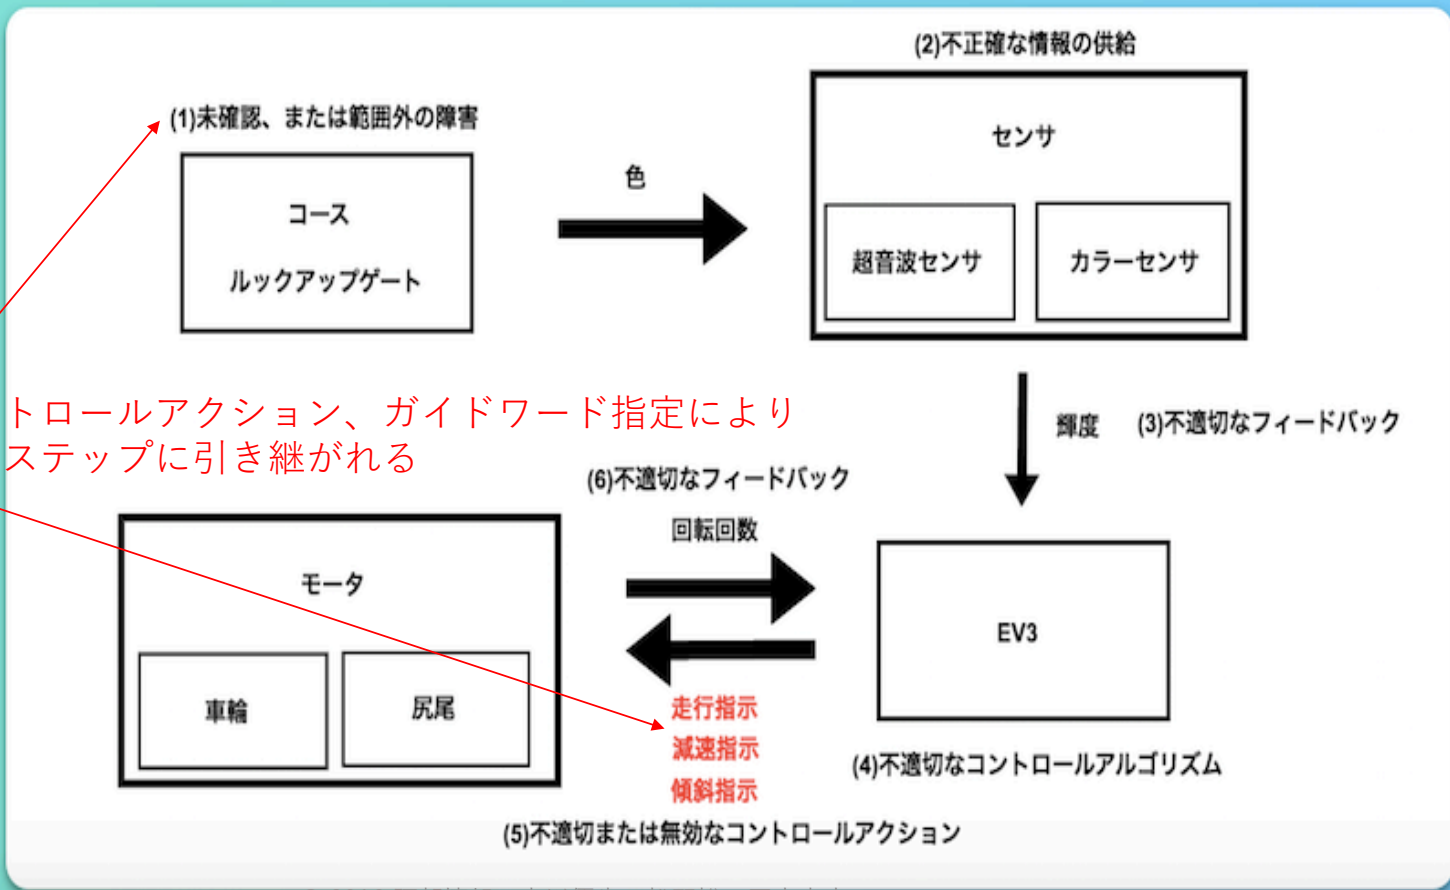 (2)不正確な情報の供給
(1)未確認、または範囲外の障害
センサ
色
コース
ルックアップゲート
超音波センサ
カラーセンサ
トロールアクション、ガイドワード指定により
ステップに引き継がれる
輝度
(3)不適切なフィードバック
(6)不適切なフィードバック
回転回数
モータ
EV3
車輪
尻尾
走行指示
減速指示
傾斜指示
(4)不適切なコントロールアルゴリズム
(5)不適切または無効なコントロールアクション